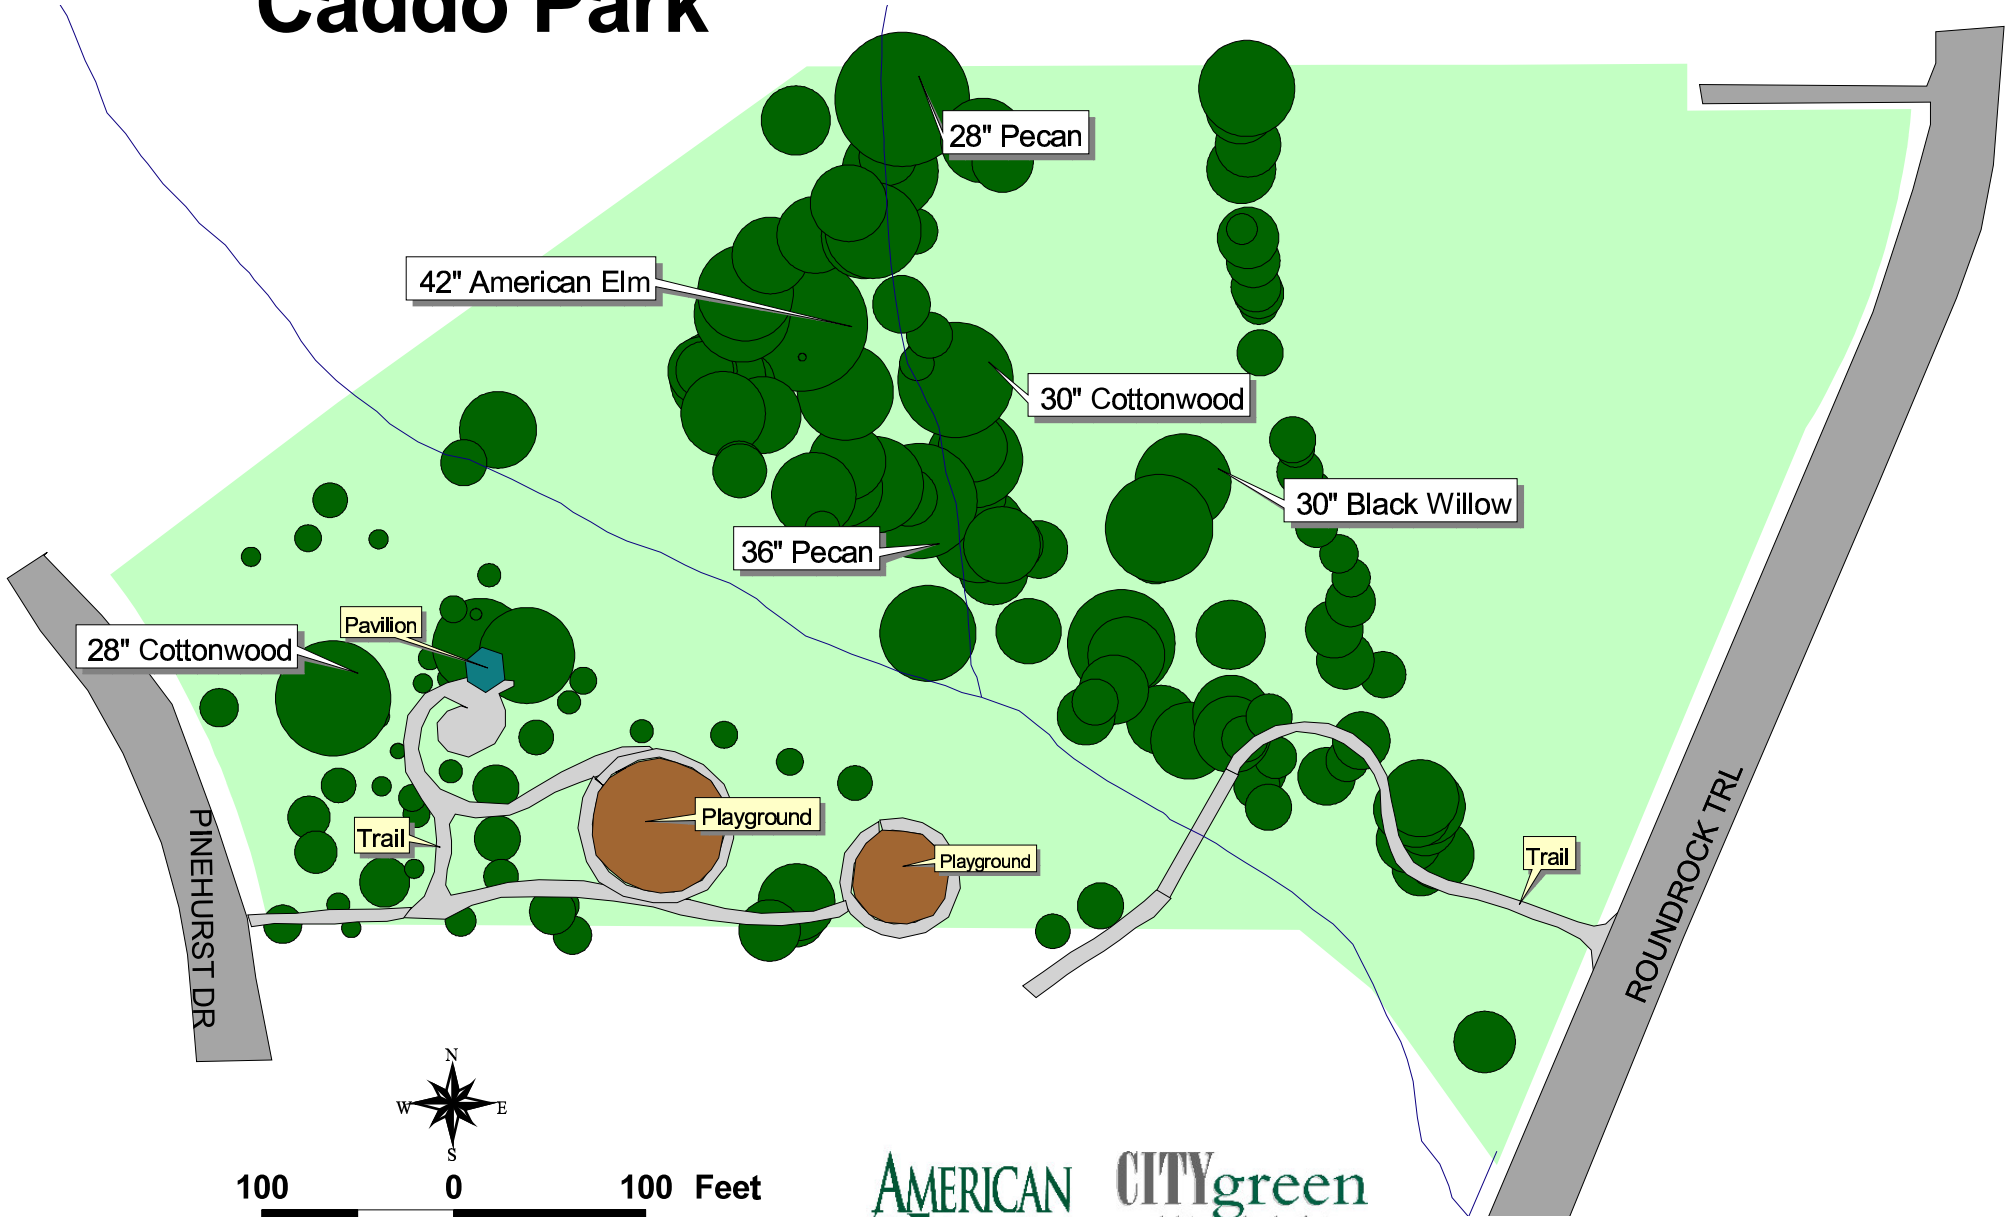 Caddo Park
28" Pecan
42" American Elm
30" Cottonwood
30" Black Willow
36" Pecan
Pavilion
28" Cottonwood
Playground
Trail
Playground
Trail
PINEHURST DR
ROUNDROCK TRL
N
W E
S
100 0 100 Feet
AMERICAN
CITYgreen